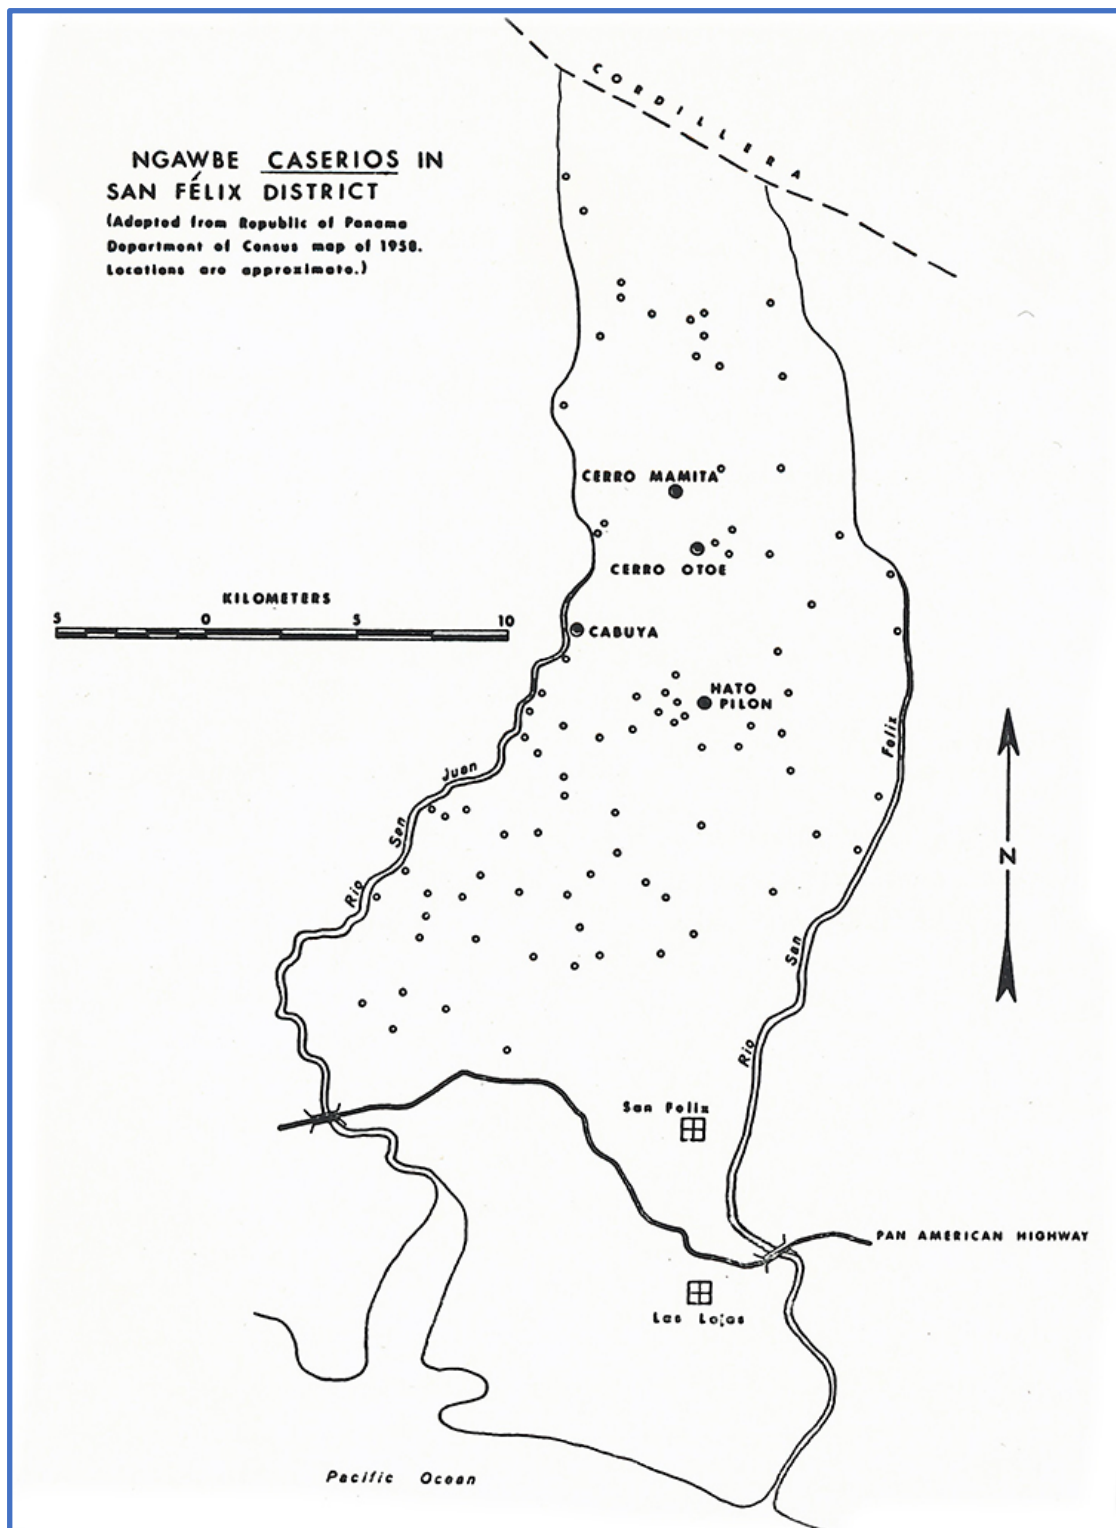 CORDILLERA
NGAWBE CASERIOS IN
SAN FÉLIX DISTRICT
(Adapted from Republic of Panama
Department of Census map of 1958.
Locations are approximate.)
CERRO MAMITA
CERRO OTOE
KILOMETERS
5 0 5 10
CABUYA
HATO
PILON
Rio San Juan
Rio San Felix
N
San Felix
PAN AMERICAN HIGHWAY
Las Lajas
Pacific Ocean